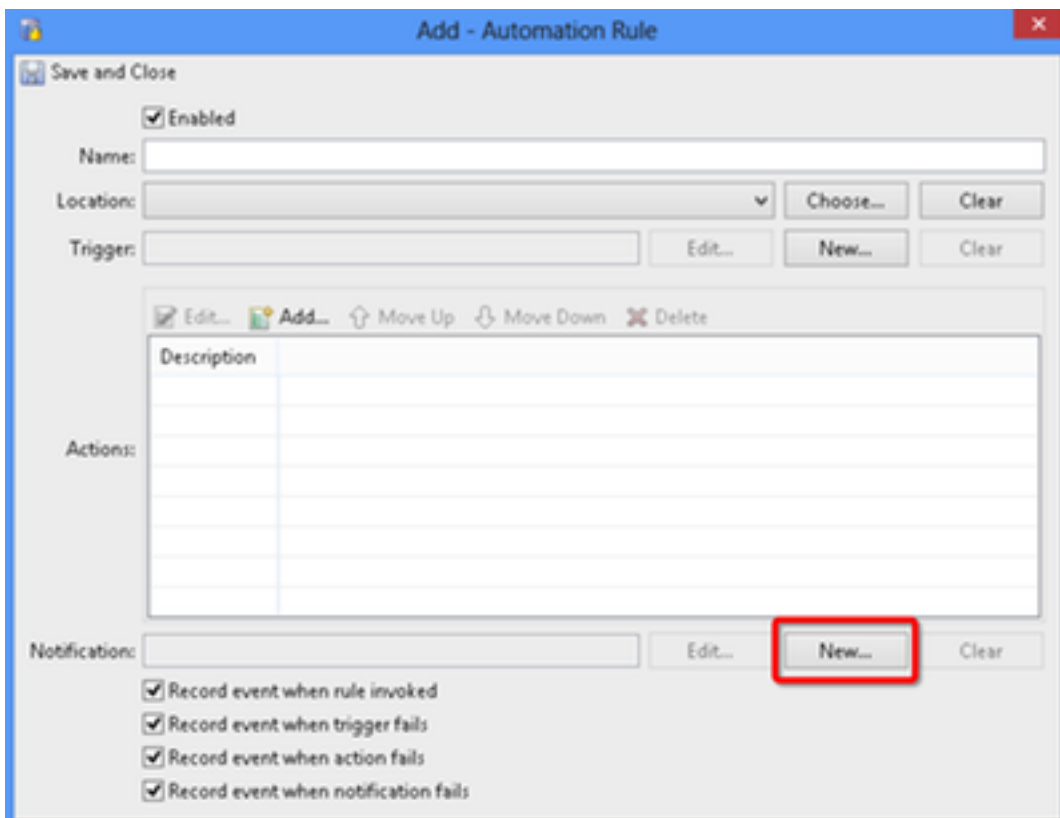 Add - Automation Rule
Save and Close
Enabled
Name:
Location: Choose... Clear
Trigger: Edit... New... Clear
Edit... Add... Move Up Move Down Delete
Description
Actions:
Notification: Edit... New... Clear
Record event when rule invoked
Record event when trigger fails
Record event when action fails
Record event when notification fails